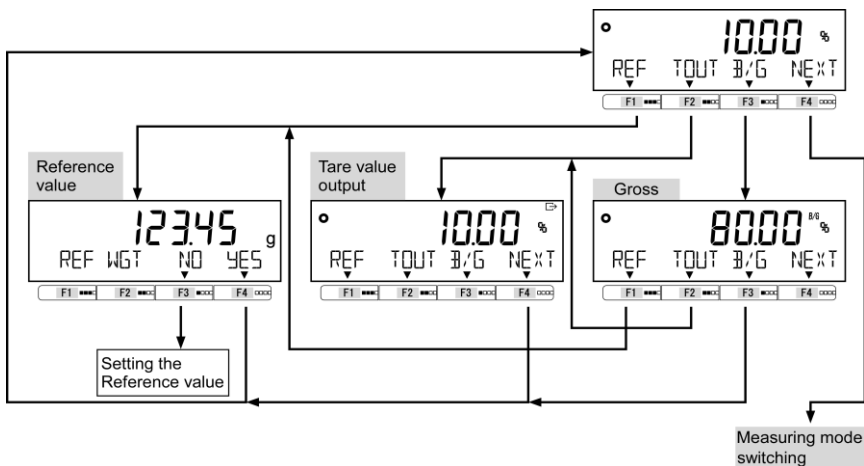 10.00 %
REF TOUT B/G NEXT
F1 F2 F3 F4
Reference
value
123.45 g
REF WGT NO YES
F1 F2 F3 F4
Tare value
output
10.00 %
REF TOUT B/G NEXT
F1 F2 F3 F4
Gross
80.00 B/G %
REF TOUT B/G NEXT
F1 F2 F3 F4
Setting the
Reference value
Measuring mode
switching